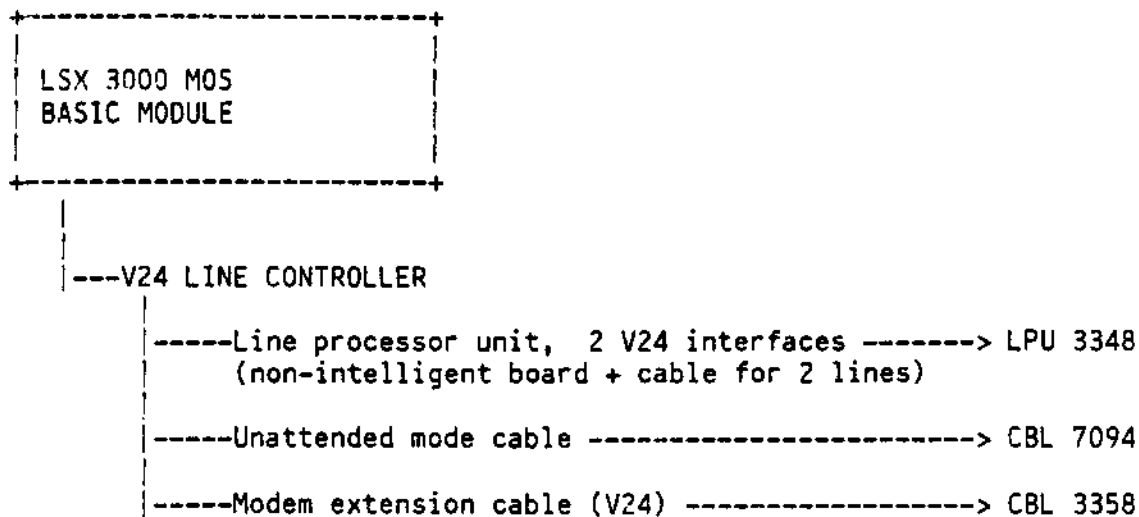 LSX 3000 MOS
BASIC MODULE
---V24 LINE CONTROLLER
-----Line processor unit, 2 V24 interfaces -------> LPU 3348
(non-intelligent board + cable for 2 lines)
-----Unattended mode cable ------------------------> CBL 7094
-----Modem extension cable (V24) -------------------> CBL 3358